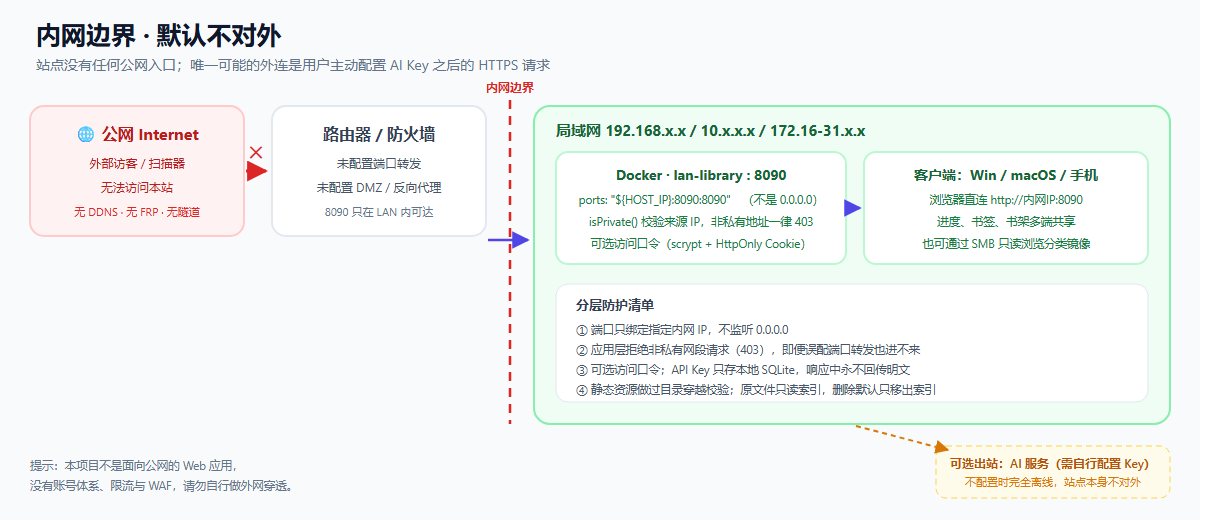 内网边界 · 默认不对外
站点没有任何公网入口；唯一可能的外连是用户主动配置 AI Key 之后的 HTTPS 请求
内网边界
🌐 公网 Internet
外部访客 / 扫描器
无法访问本站
无 DDNS · 无 FRP · 无隧道
✕
路由器 / 防火墙
未配置端口转发
未配置 DMZ / 反向代理
8090 只在 LAN 内可达
局域网 192.168.x.x / 10.x.x.x / 172.16-31.x.x
Docker · lan-library : 8090
ports: "${HOST_IP}:8090:8090" （不是 0.0.0.0）
isPrivate() 校验来源 IP，非私有地址一律 403
可选访问口令（scrypt + HttpOnly Cookie）
客户端：Win / macOS / 手机
浏览器直连 http://内网IP:8090
进度、书签、书架多端共享
也可通过 SMB 只读浏览分类镜像
分层防护清单
① 端口只绑定指定内网 IP，不监听 0.0.0.0
② 应用层拒绝非私有网段请求（403），即便误配端口转发也进不来
③ 可选访问口令；API Key 只存本地 SQLite，响应中永不回传明文
④ 静态资源做过目录穿越校验；原文件只读索引，删除默认只移出索引
可选出站：AI 服务（需自行配置 Key）
不配置时完全离线，站点本身不对外
提示：本项目不是面向公网的 Web 应用，
没有账号体系、限流与 WAF，请勿自行做外网穿透。